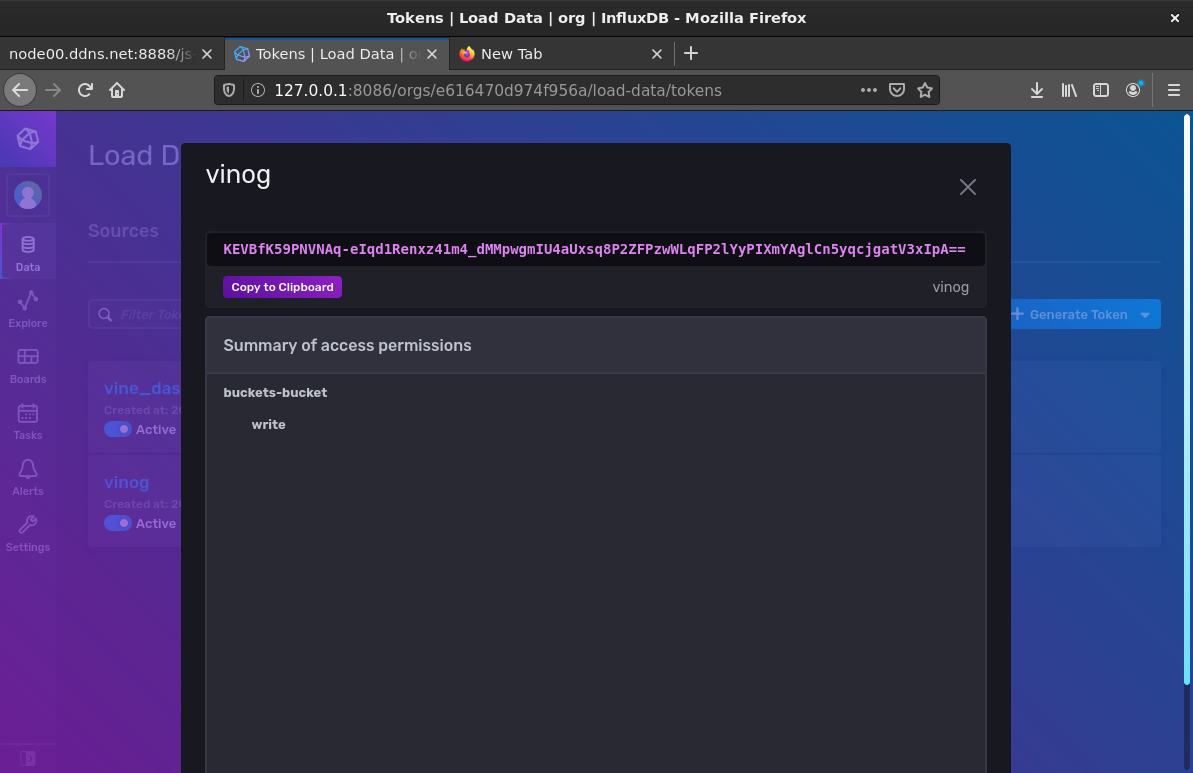 Tokens | Load Data | org | InfluxDB - Mozilla Firefox
node00.ddns.net:8888/js
Tokens | Load Data | o
New Tab
127.0.0.1:8086/orgs/e616470d974f956a/load-data/tokens
Load D
vinog
Sources
KEVBfK59PNVNAq-eIqd1Renxz41m4_dMMpwgmIU4aUxsq8P2ZFPzwWLqFP2lYyPIXmYAglCn5yqcjgatV3xIpA==
Data
Copy to Clipboard
vinog
Filter Tok
Generate Token
Explore
Summary of access permissions
Boards
vine_das
buckets-bucket
Created at: 2
Active
write
Tasks
vinog
Alerts
Created at: 2
Active
Settings